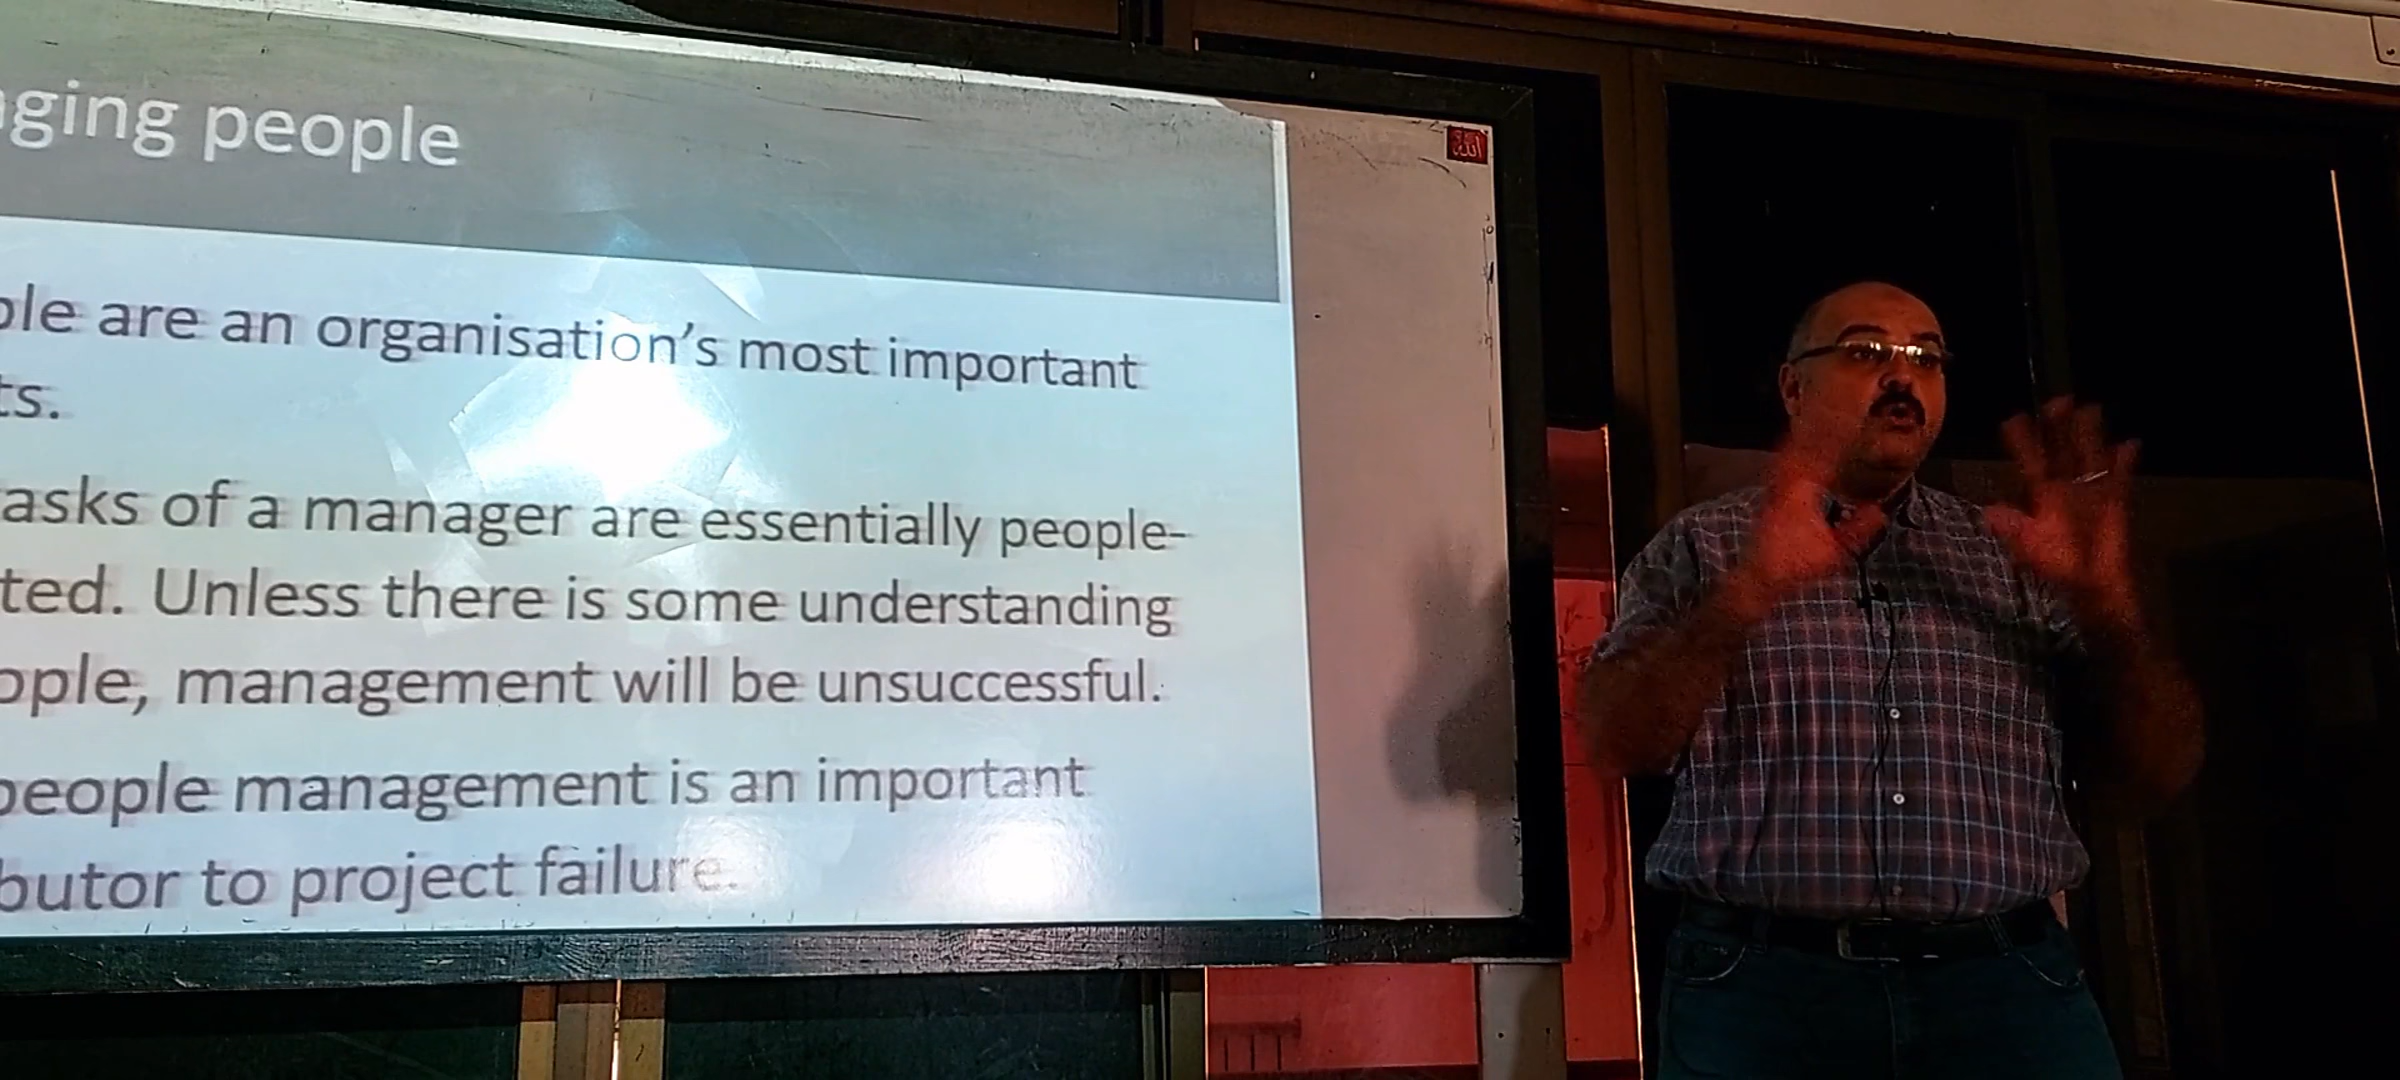 ging people
ple are an organisation's most important
ts.
asks of a manager are essentially people-
ted. Unless there is some understanding
ople, management will be unsuccessful.
people management is an important
butor to project failure.
الله